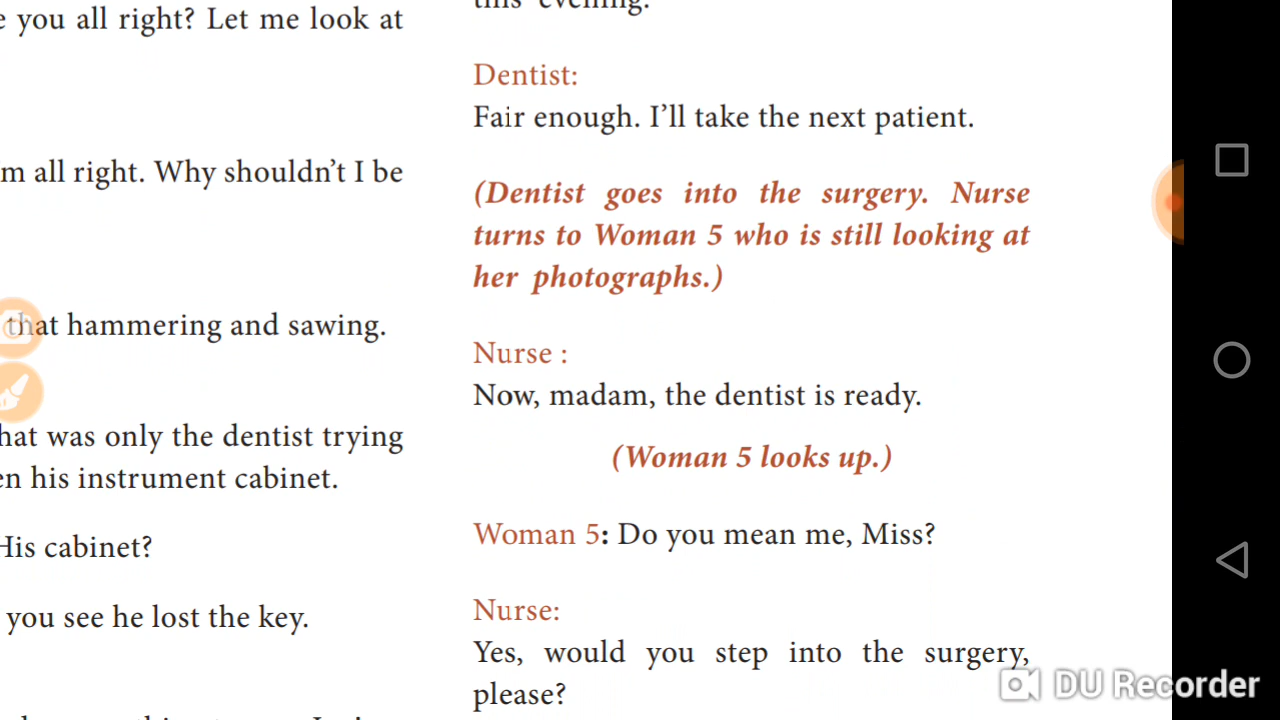 e you all right? Let me look at
m all right. Why shouldn't I be
that hammering and sawing.
hat was only the dentist trying
en his instrument cabinet.
His cabinet?
you see he lost the key.
this evening.
Dentist:
Fair enough. I'll take the next patient.
(Dentist goes into the surgery. Nurse
turns to Woman 5 who is still looking at
her photographs.)
Nurse :
Now, madam, the dentist is ready.
(Woman 5 looks up.)
Woman 5: Do you mean me, Miss?
Nurse:
Yes, would you step into the surgery,
please?
DU Recorder